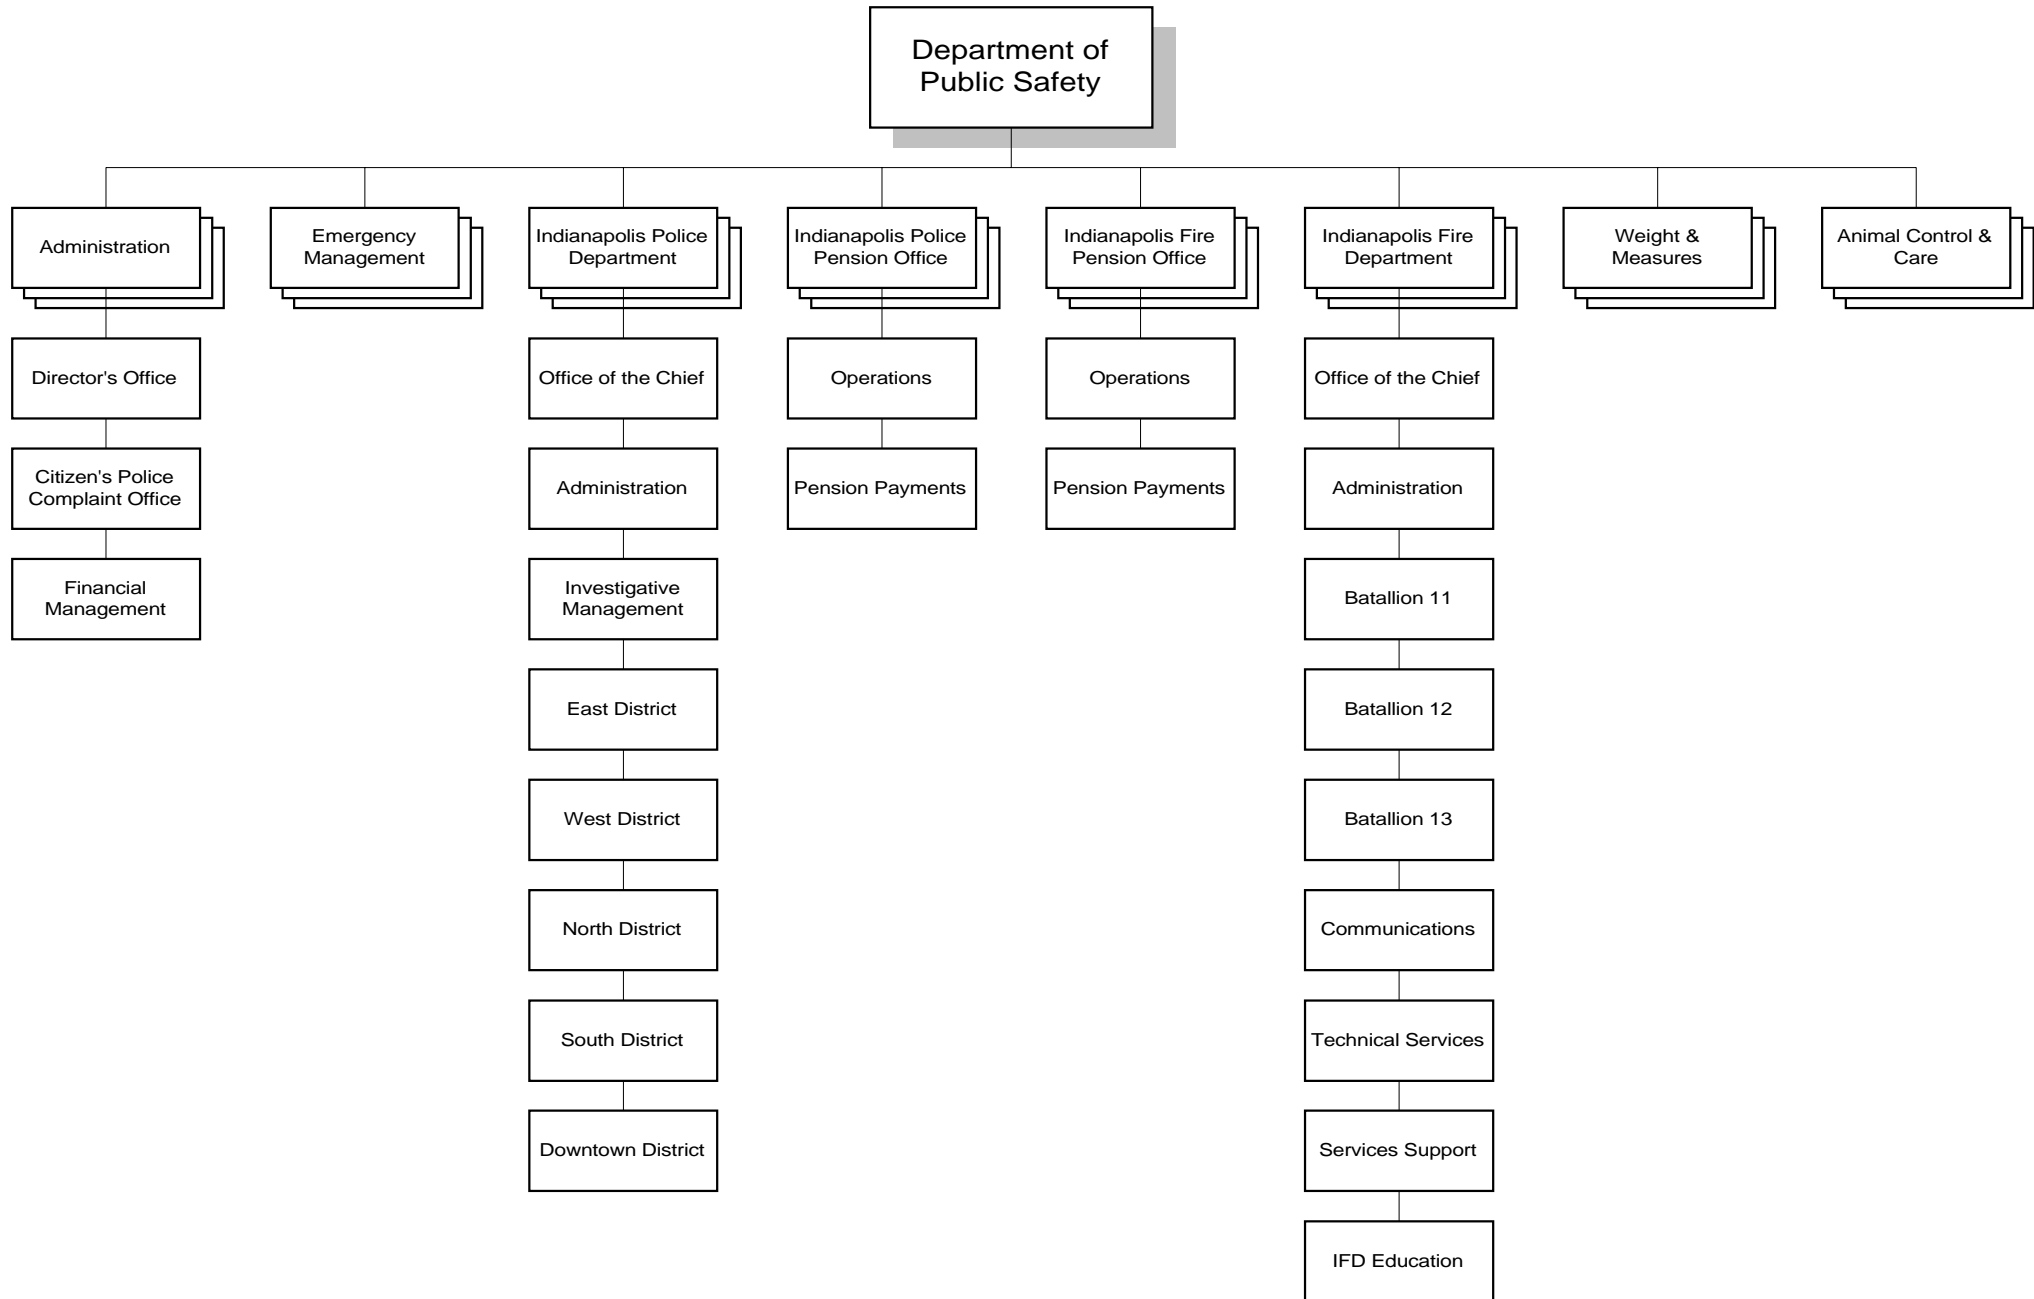 Department of
Public Safety
Administration
Emergency
Management
Indianapolis Police
Department
Indianapolis Police
Pension Office
Indianapolis Fire
Pension Office
Indianapolis Fire
Department
Weight &
Measures
Animal Control &
Care
Director's Office
Office of the Chief
Operations
Operations
Office of the Chief
Citizen's Police
Complaint Office
Administration
Pension Payments
Pension Payments
Administration
Financial
Management
Investigative
Management
Batallion 11
East District
Batallion 12
West District
Batallion 13
North District
Communications
South District
Technical Services
Downtown District
Services Support
IFD Education